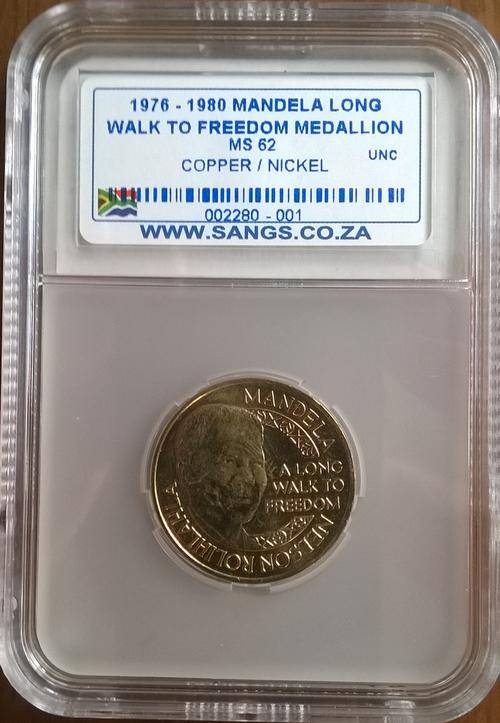 1976 - 1980 MANDELA LONG
WALK TO FREEDOM MEDALLION
MS 62
UNC
COPPER / NICKEL
002280 - 001
WWW.SANGS.CO.ZA
MANDELA
A LONG
WALK TO
FREEDOM
NELSON ROLIHLAHLA